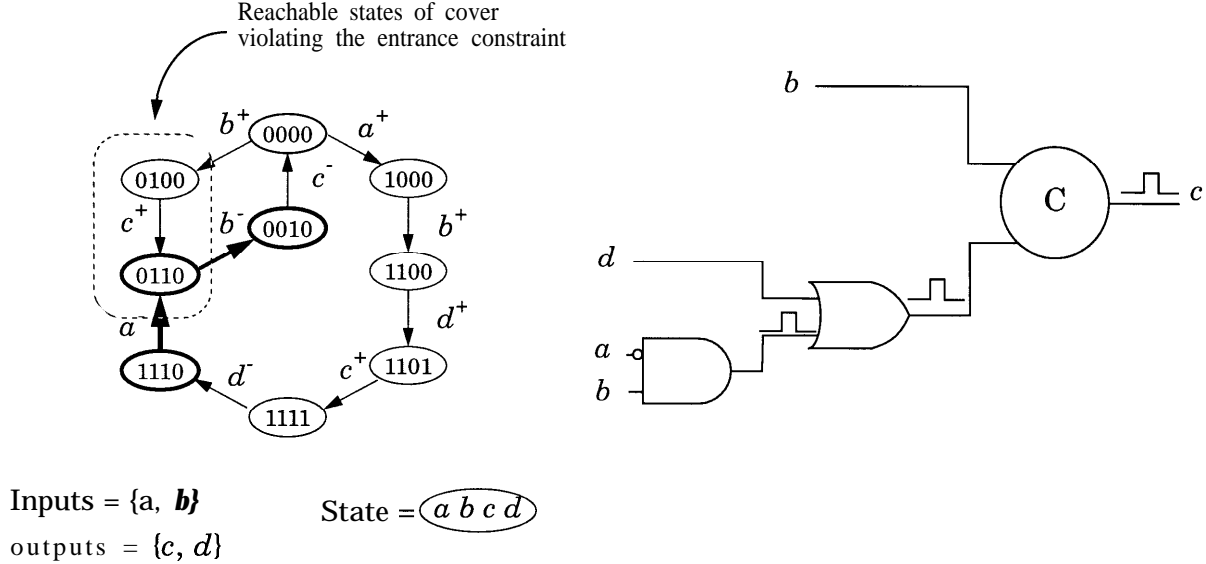 Reachable states of cover
violating the entrance constraint
b+
0000
a+
0100
c-
1000
c+
b-
0010
b+
0110
1100
a-
d+
1110
d-
c+
1101
1111
b
C
c
d
a
b
Inputs = {a, b}
State = a b c d
outputs = {c, d}